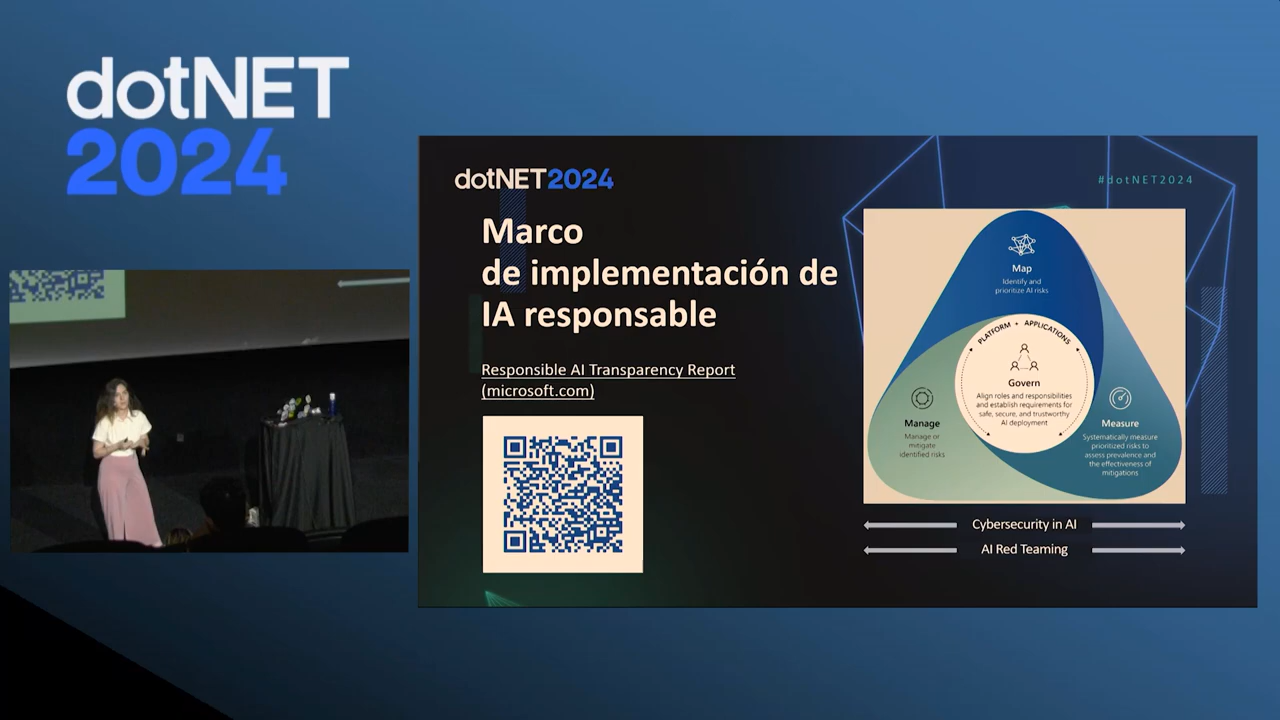 dotNET
2024
dotNET2024
#dotNET2024
Marco
de implementación de
IA responsable
Responsible AI Transparency Report
(microsoft.com)
Map
Identify and
prioritize AI risks
PLATFORM + APPLICATIONS
Govern
Align roles and responsibilities
and establish requirements for
safe, secure, and trustworthy
AI deployment
Manage
Manage or
mitigate
identified risks
Measure
Systematically measure
prioritized risks to
assess prevalence and
the effectiveness of
mitigations
Cybersecurity in AI
AI Red Teaming